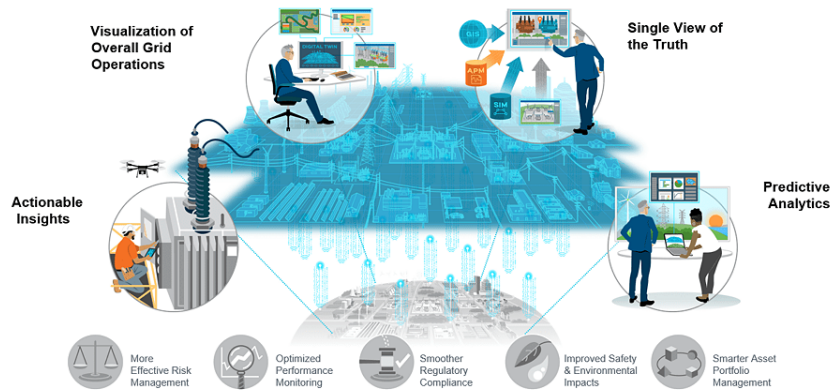 Visualization of
Overall Grid
Operations
DIGITAL TWIN
Single View of
the Truth
GIS
APM
SIM
Actionable
Insights
Predictive
Analytics
More
Effective Risk
Management
Optimized
Performance
Monitoring
Smoother
Regulatory
Compliance
Improved Safety
& Environmental
Impacts
Smarter Asset
Portfolio
Management